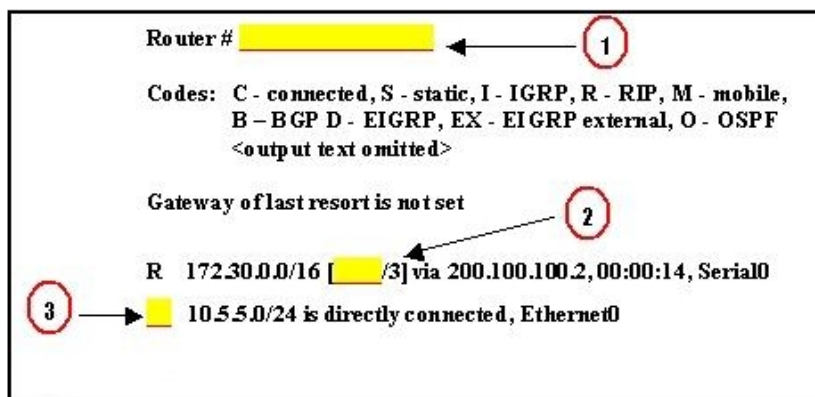 Router #
1
Codes: C - connected, S - static, I - IGRP, R - RIP, M - mobile,
B – BGP D - EIGRP, EX - EIGRP external, O - OSPF
<output text omitted>
Gateway of last resort is not set
2
R 172.30.0.0/16 [ /3] via 200.100.100.2, 00:00:14, Serial0
3
10.5.5.0/24 is directly connected, Ethernet0